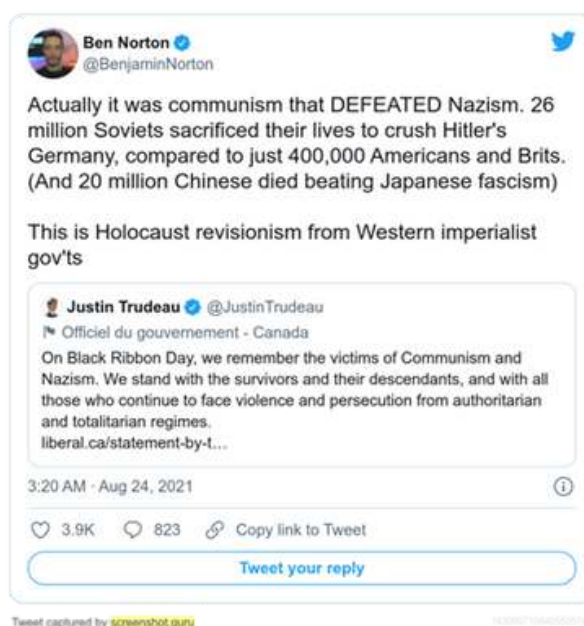 Ben Norton
@BenjaminNorton
Actually it was communism that DEFEATED Nazism. 26
million Soviets sacrificed their lives to crush Hitler's
Germany, compared to just 400,000 Americans and Brits.
(And 20 million Chinese died beating Japanese fascism)
This is Holocaust revisionism from Western imperialist
gov'ts
Justin Trudeau @JustinTrudeau
Officiel du gouvernement - Canada
On Black Ribbon Day, we remember the victims of Communism and
Nazism. We stand with the survivors and their descendants, and with all
those who continue to face violence and persecution from authoritarian
and totalitarian regimes.
liberal.ca/statement-by-t…
3:20 AM · Aug 24, 2021
3.9K 823 Copy link to Tweet
Tweet your reply
Tweet captured by screenshot.guru